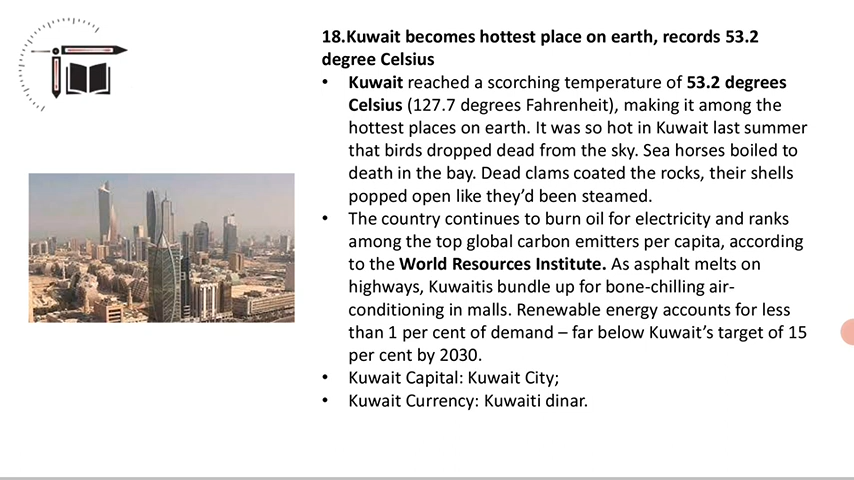 18.Kuwait becomes hottest place on earth, records 53.2
degree Celsius
• Kuwait reached a scorching temperature of 53.2 degrees
Celsius (127.7 degrees Fahrenheit), making it among the
hottest places on earth. It was so hot in Kuwait last summer
that birds dropped dead from the sky. Sea horses boiled to
death in the bay. Dead clams coated the rocks, their shells
popped open like they’d been steamed.
• The country continues to burn oil for electricity and ranks
among the top global carbon emitters per capita, according
to the World Resources Institute. As asphalt melts on
highways, Kuwaitis bundle up for bone-chilling air-
conditioning in malls. Renewable energy accounts for less
than 1 per cent of demand – far below Kuwait’s target of 15
per cent by 2030.
• Kuwait Capital: Kuwait City;
• Kuwait Currency: Kuwaiti dinar.